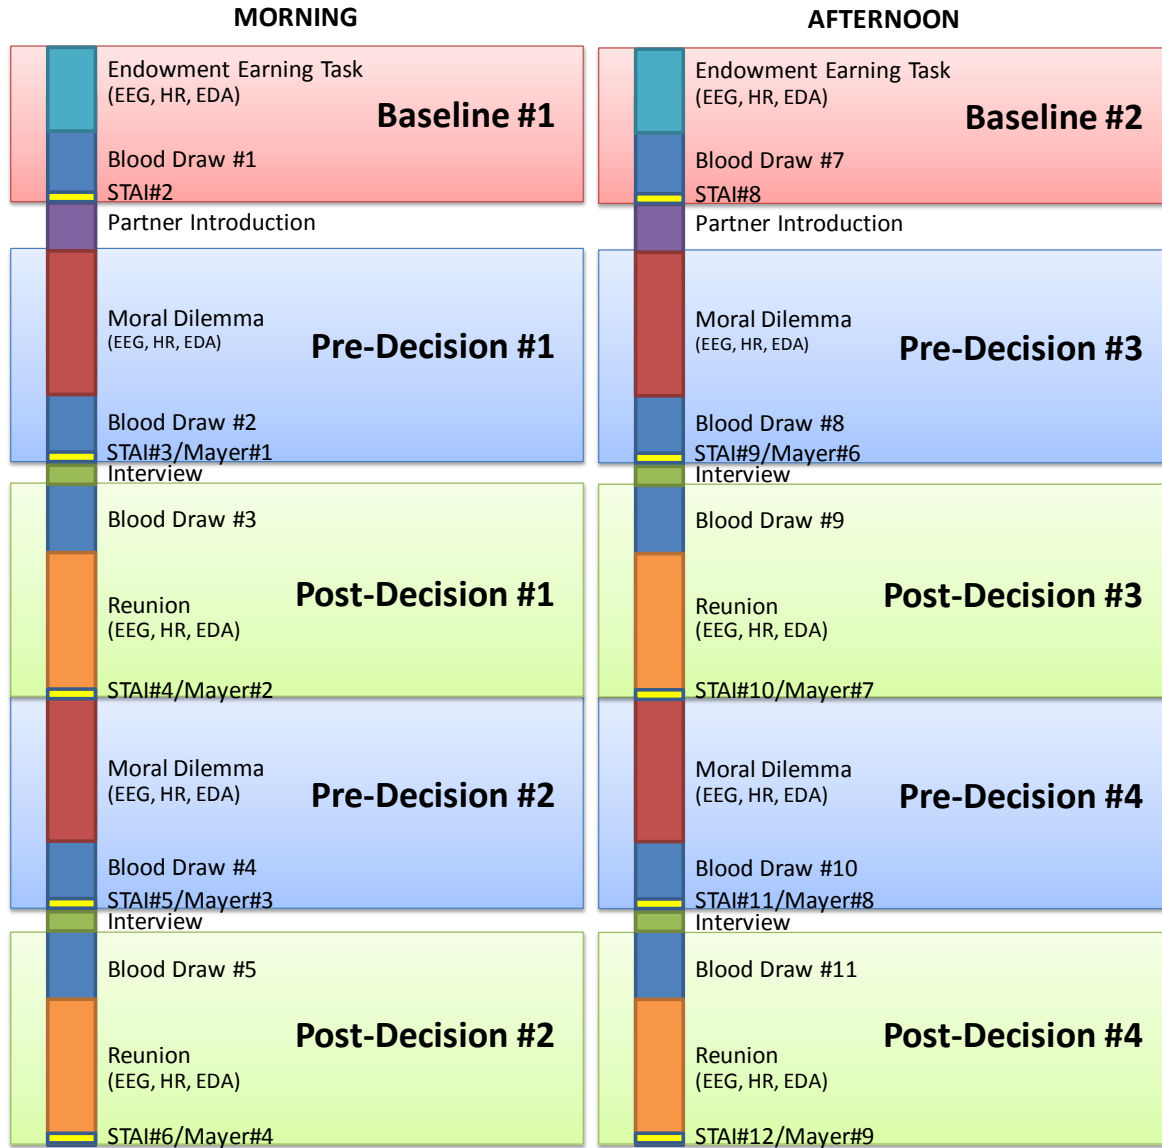 MORNING
Endowment Earning Task
(EEG, HR, EDA)
Baseline #1
Blood Draw #1
STAI#2
Partner Introduction
Moral Dilemma
(EEG, HR, EDA)
Pre-Decision #1
Blood Draw #2
STAI#3/Mayer#1
Interview
Blood Draw #3
Post-Decision #1
Reunion
(EEG, HR, EDA)
STAI#4/Mayer#2
Moral Dilemma
(EEG, HR, EDA)
Pre-Decision #2
Blood Draw #4
STAI#5/Mayer#3
Interview
Blood Draw #5
Post-Decision #2
Reunion
(EEG, HR, EDA)
STAI#6/Mayer#4
AFTERNOON
Endowment Earning Task
(EEG, HR, EDA)
Baseline #2
Blood Draw #7
STAI#8
Partner Introduction
Moral Dilemma
(EEG, HR, EDA)
Pre-Decision #3
Blood Draw #8
STAI#9/Mayer#6
Interview
Blood Draw #9
Post-Decision #3
Reunion
(EEG, HR, EDA)
STAI#10/Mayer#7
Moral Dilemma
(EEG, HR, EDA)
Pre-Decision #4
Blood Draw #10
STAI#11/Mayer#8
Interview
Blood Draw #11
Post-Decision #4
Reunion
(EEG, HR, EDA)
STAI#12/Mayer#9